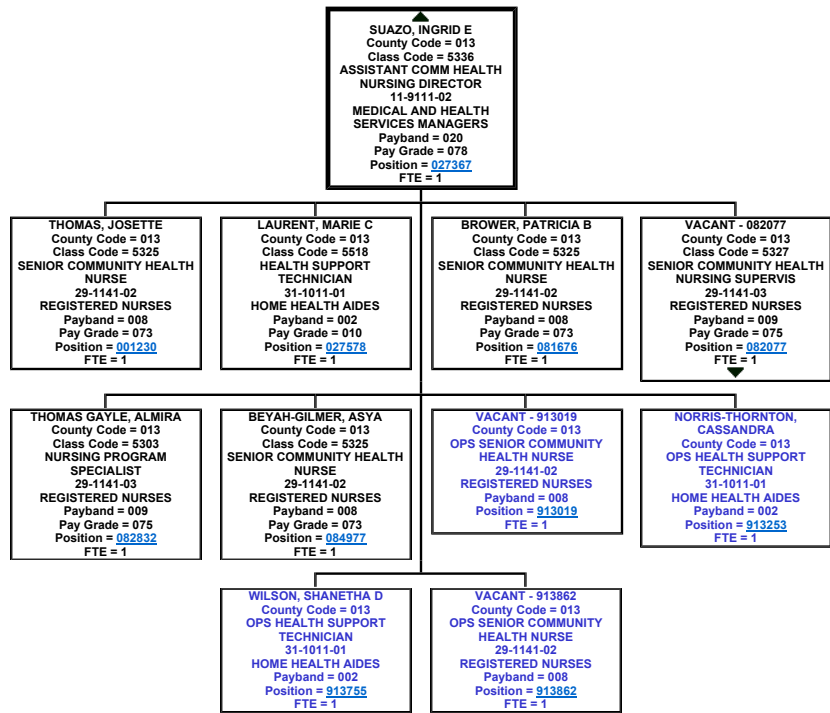 SUAZO, INGRID E
County Code = 013
Class Code = 5336
ASSISTANT COMM HEALTH
NURSING DIRECTOR
11-9111-02
MEDICAL AND HEALTH
SERVICES MANAGERS
Payband = 020
Pay Grade = 078
Position = 027367
FTE = 1
THOMAS, JOSETTE
County Code = 013
Class Code = 5325
SENIOR COMMUNITY HEALTH
NURSE
29-1141-02
REGISTERED NURSES
Payband = 008
Pay Grade = 073
Position = 001230
FTE = 1
LAURENT, MARIE C
County Code = 013
Class Code = 5518
HEALTH SUPPORT
TECHNICIAN
31-1011-01
HOME HEALTH AIDES
Payband = 002
Pay Grade = 010
Position = 027578
FTE = 1
BROWER, PATRICIA B
County Code = 013
Class Code = 5325
SENIOR COMMUNITY HEALTH
NURSE
29-1141-02
REGISTERED NURSES
Payband = 008
Pay Grade = 073
Position = 081676
FTE = 1
VACANT - 082077
County Code = 013
Class Code = 5327
SENIOR COMMUNITY HEALTH
NURSING SUPERVIS
29-1141-03
REGISTERED NURSES
Payband = 009
Pay Grade = 075
Position = 082077
FTE = 1
THOMAS GAYLE, ALMIRA
County Code = 013
Class Code = 5303
NURSING PROGRAM
SPECIALIST
29-1141-03
REGISTERED NURSES
Payband = 009
Pay Grade = 075
Position = 082832
FTE = 1
BEYAH-GILMER, ASYA
County Code = 013
Class Code = 5325
SENIOR COMMUNITY HEALTH
NURSE
29-1141-02
REGISTERED NURSES
Payband = 008
Pay Grade = 073
Position = 084977
FTE = 1
VACANT - 913019
County Code = 013
OPS SENIOR COMMUNITY
HEALTH NURSE
29-1141-02
REGISTERED NURSES
Payband = 008
Position = 913019
FTE = 1
NORRIS-THORNTON,
CASSANDRA
County Code = 013
OPS HEALTH SUPPORT
TECHNICIAN
31-1011-01
HOME HEALTH AIDES
Payband = 002
Position = 913253
FTE = 1
WILSON, SHANETHA D
County Code = 013
OPS HEALTH SUPPORT
TECHNICIAN
31-1011-01
HOME HEALTH AIDES
Payband = 002
Position = 913755
FTE = 1
VACANT - 913862
County Code = 013
OPS SENIOR COMMUNITY
HEALTH NURSE
29-1141-02
REGISTERED NURSES
Payband = 008
Position = 913862
FTE = 1